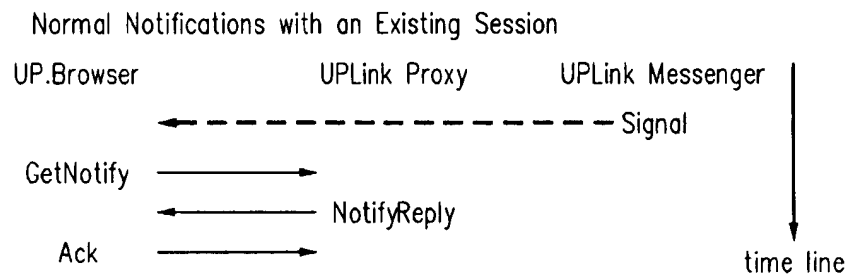 Normal Notifications with an Existing Session
UP.Browser UPLink Proxy UPLink Messenger
Signal
GetNotify
NotifyReply
Ack
time line